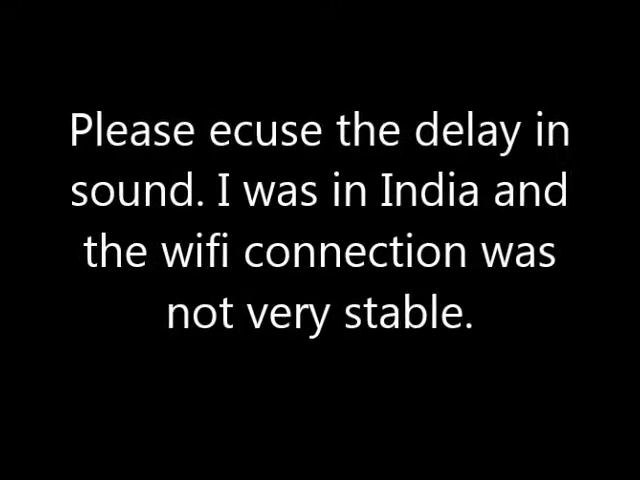 Please ecuse the delay in
sound. I was in India and
the wifi connection was
not very stable.